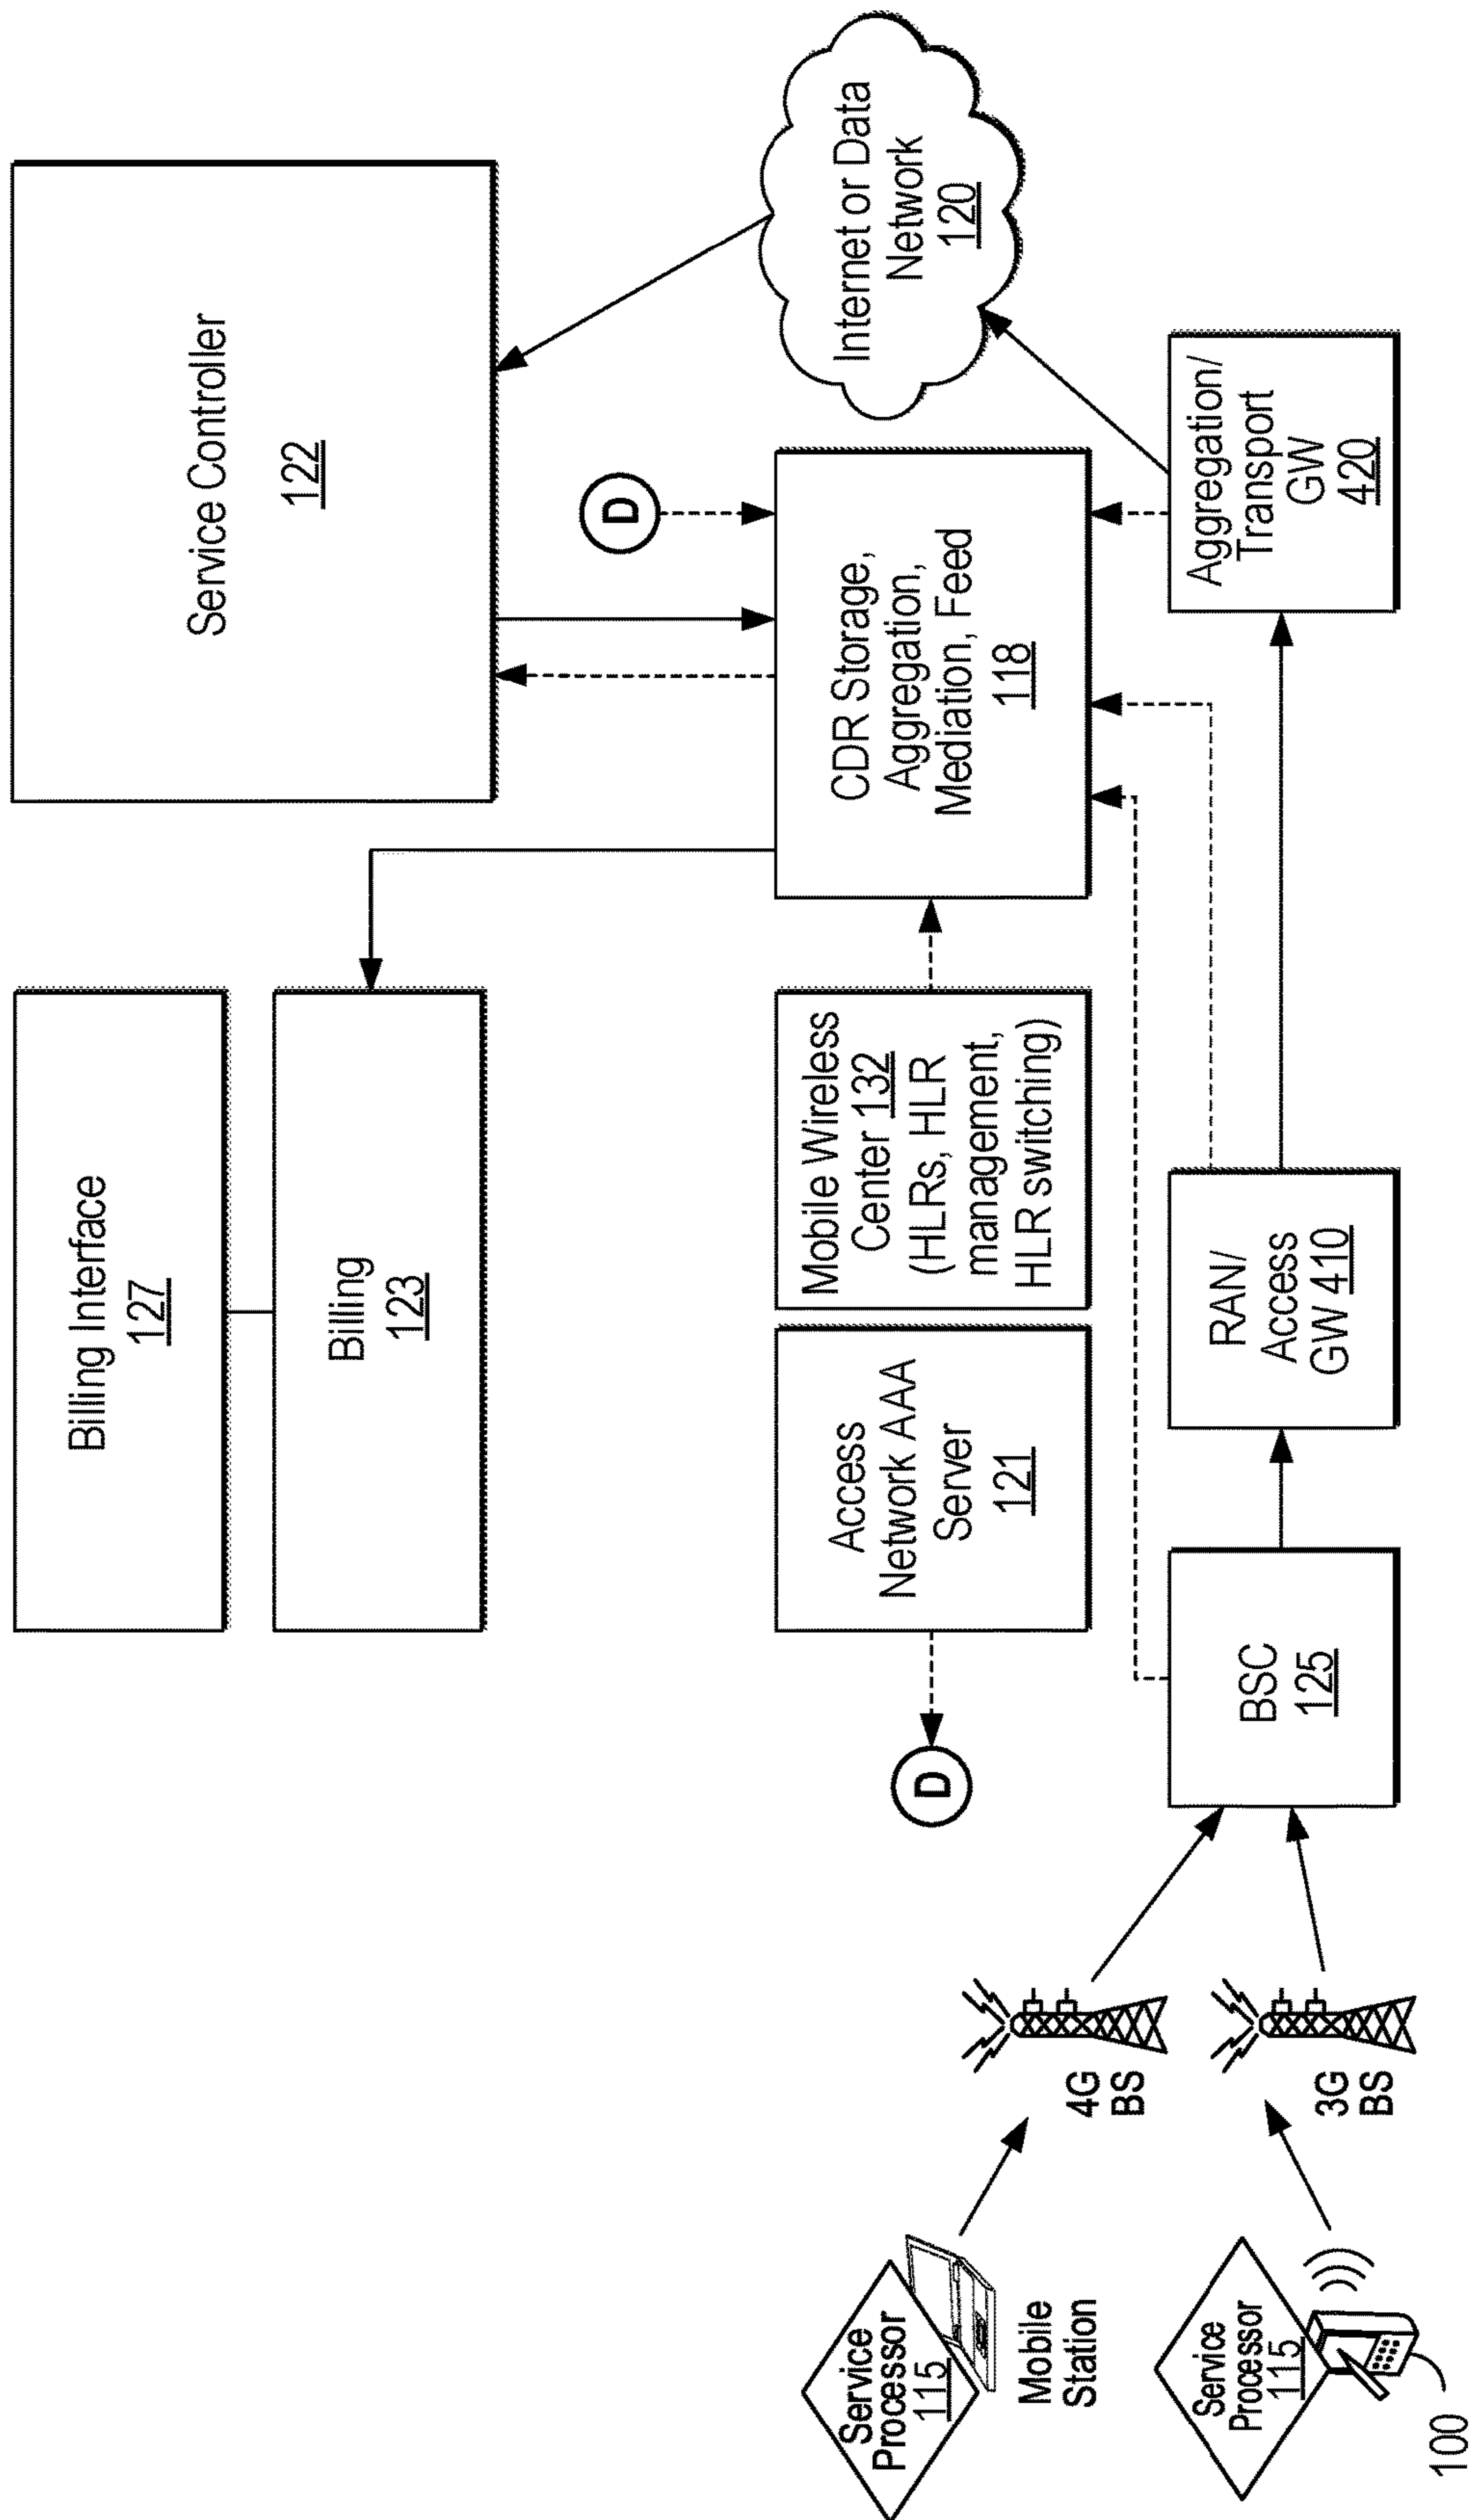 Billing Interface
127
Billing
123
Service Controller
122
D
Access
Network AAA
Server
121
Mobile Wireless
Center 132
(HLRs, HLR
management,
HLR switching)
CDR Storage,
Aggregation,
Mediation, Feed
118
D
Internet or Data
Network
120
Service
Processor
115
Mobile
Station
4G
BS
Service
Processor
115
100
3G
BS
BSC
125
RAN/
Access
GW 410
Aggregation/
Transport
GW
420